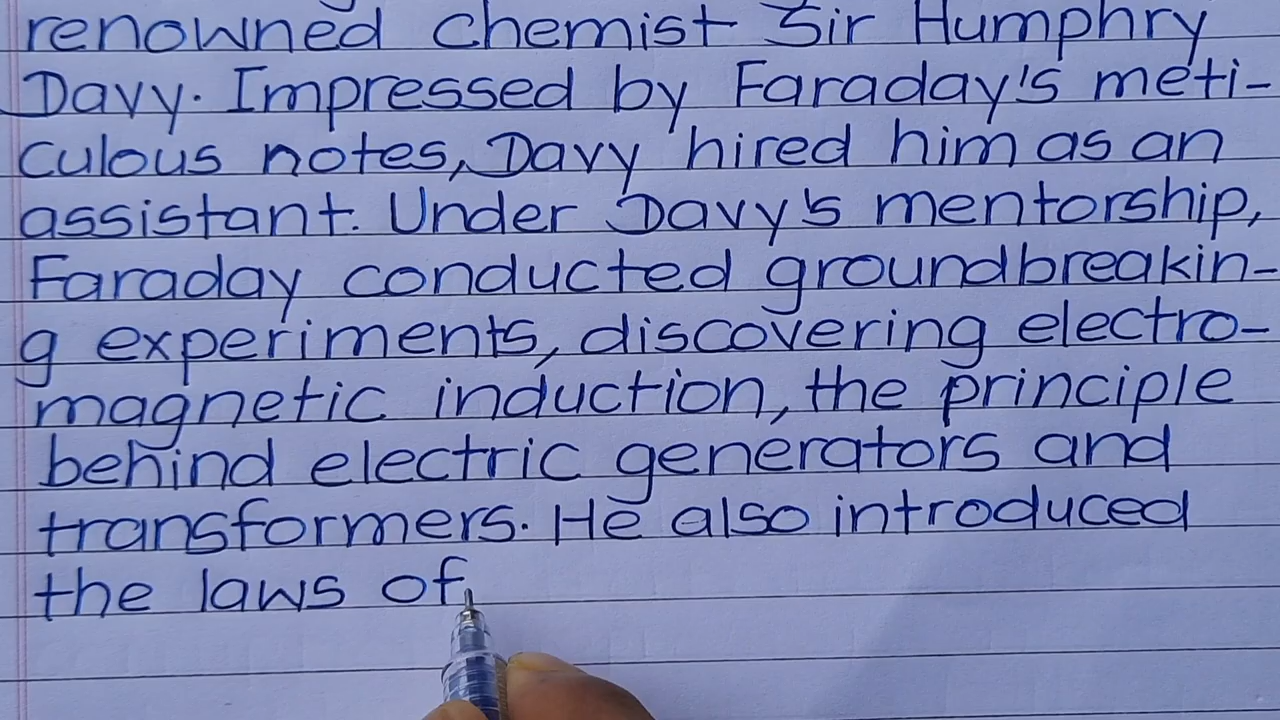 renowned chemist Sir Humphry
Davy. Impressed by Faraday's meti-
culous notes, Davy hired him as an
assistant. Under Davy's mentorship,
Faraday conducted groundbreakin-
g experiments, discovering electro-
magnetic induction, the principle
behind electric generators and
transformers. He also introduced
the laws of